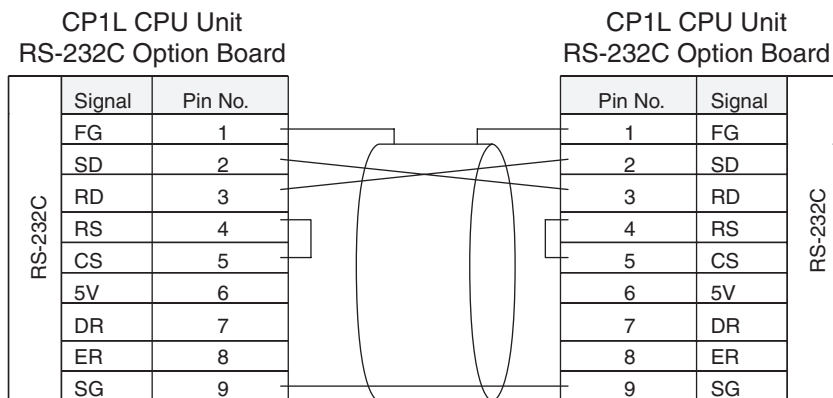 CP1L CPU Unit
RS-232C Option Board
RS-232C
Signal Pin No.
FG 1
SD 2
RD 3
RS 4
CS 5
5V 6
DR 7
ER 8
SG 9
CP1L CPU Unit
RS-232C Option Board
Pin No. Signal
1 FG
2 SD
3 RD
4 RS
5 CS
6 5V
7 DR
8 ER
9 SG
RS-232C